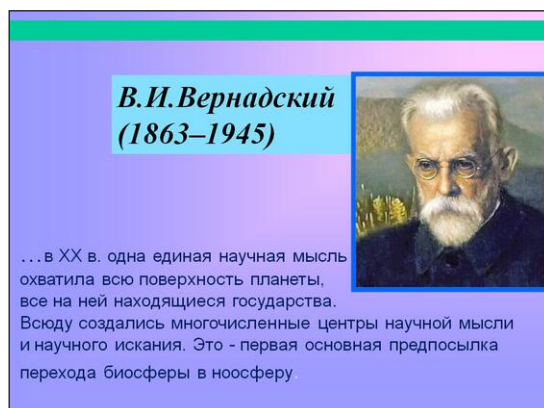 В.И.Вернадский
(1863–1945)
…в XX в. одна единая научная мысль
охватила всю поверхность планеты,
все на ней находящиеся государства.
Всюду создались многочисленные центры научной мысли
и научного искания. Это - первая основная предпосылка
перехода биосферы в ноосферу.